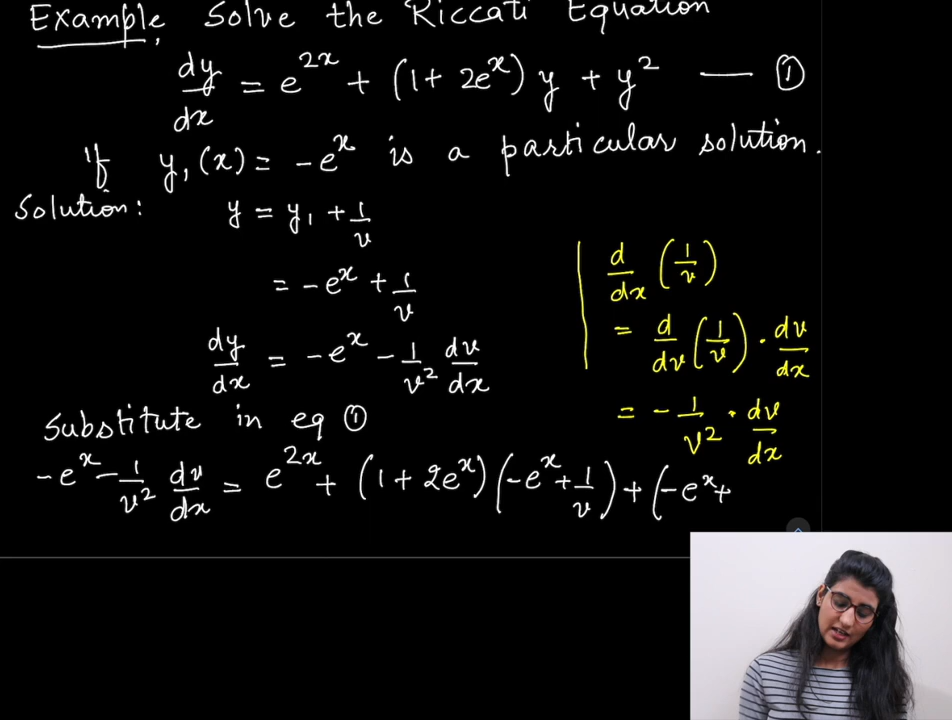 Example, Solve the Riccati Equation
dy/dx = e^{2x} + (1 + 2e^x) y + y^2 — ①
If y₁(x) = -e^x is a particular solution.
Solution: y = y₁ + 1/v
= -e^x + 1/v
dy/dx = -e^x - 1/v^2 dv/dx
Substitute in eq ①
-e^x - 1/v^2 dv/dx = e^{2x} + (1 + 2e^x)(-e^x + 1/v) + (-e^x +
d/dx (1/v)
= d/dv (1/v) · dv/dx
= - 1/v^2 · dv/dx